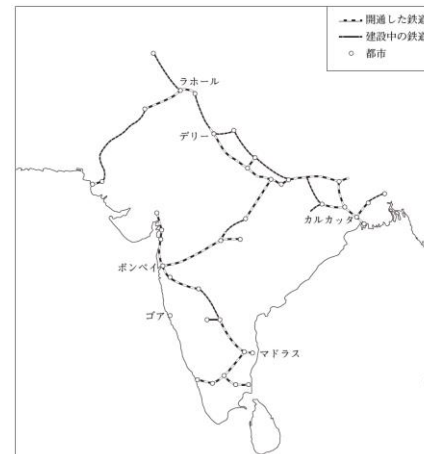 開通した鉄道
建設中の鉄道
都市
ラホール
デリー
カルカッタ
ボンベイ
ゴア
マドラス